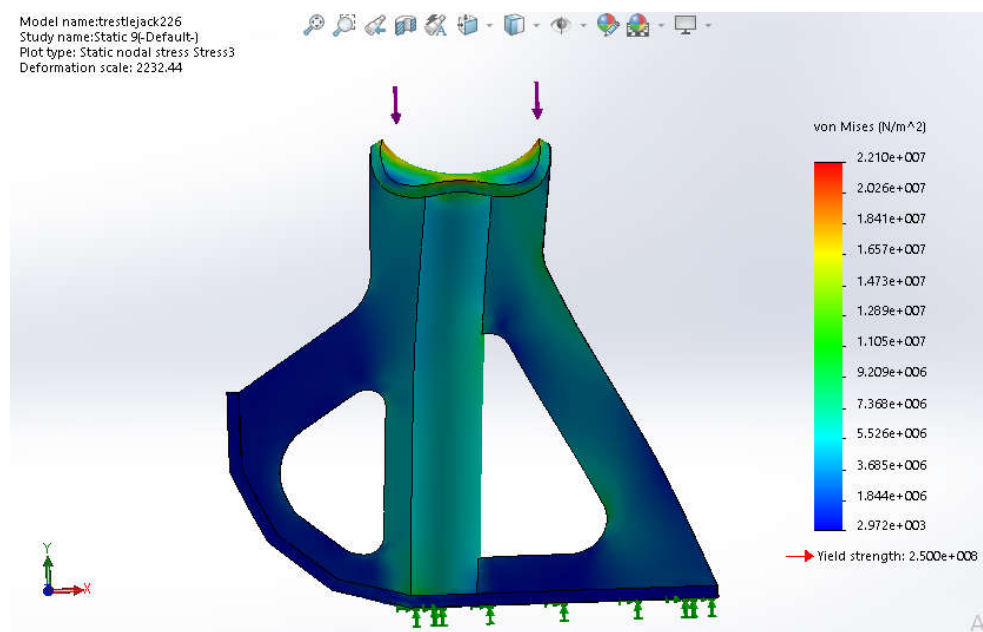 Model name:trestlejack226
Study name:Static 9(-Default-)
Plot type: Static nodal stress Stress3
Deformation scale: 2232.44
von Mises (N/m^2)
2.210e+007
2.026e+007
1.841e+007
1.657e+007
1.473e+007
1.289e+007
1.105e+007
9.209e+006
7.368e+006
5.526e+006
3.685e+006
1.844e+006
2.972e+003
Yield strength: 2.500e+008
Y
X
A